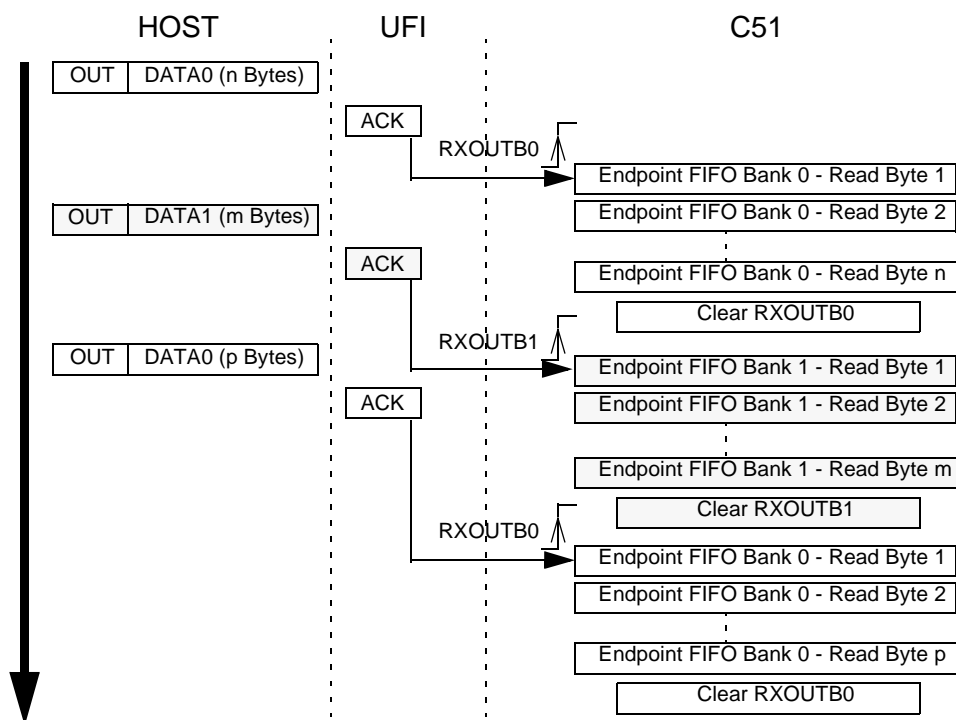 HOST UFI C51
OUT DATA0 (n Bytes)
ACK
RXOUTB0
Endpoint FIFO Bank 0 - Read Byte 1
OUT DATA1 (m Bytes)
Endpoint FIFO Bank 0 - Read Byte 2
ACK
Endpoint FIFO Bank 0 - Read Byte n
Clear RXOUTB0
RXOUTB1
OUT DATA0 (p Bytes)
Endpoint FIFO Bank 1 - Read Byte 1
ACK
Endpoint FIFO Bank 1 - Read Byte 2
Endpoint FIFO Bank 1 - Read Byte m
Clear RXOUTB1
RXOUTB0
Endpoint FIFO Bank 0 - Read Byte 1
Endpoint FIFO Bank 0 - Read Byte 2
Endpoint FIFO Bank 0 - Read Byte p
Clear RXOUTB0